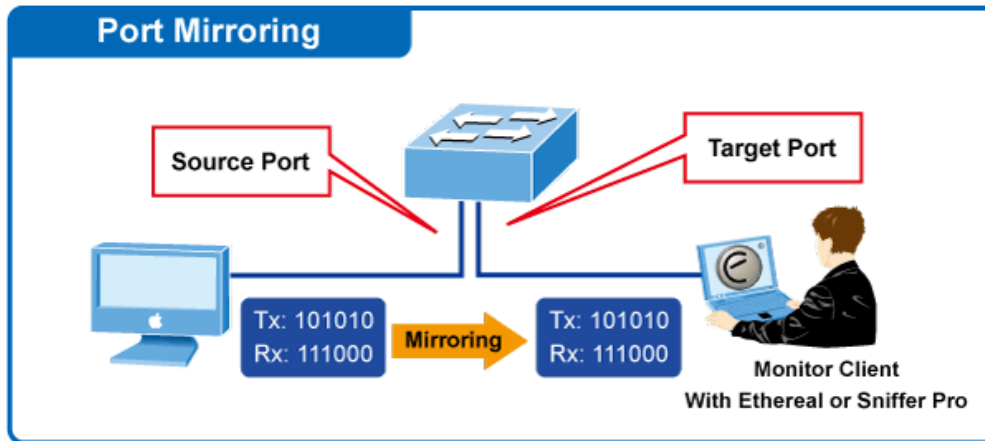 Port Mirroring
Source Port
Target Port
Tx: 101010
Rx: 111000
Mirroring
Tx: 101010
Rx: 111000
Monitor Client
With Ethereal or Sniffer Pro